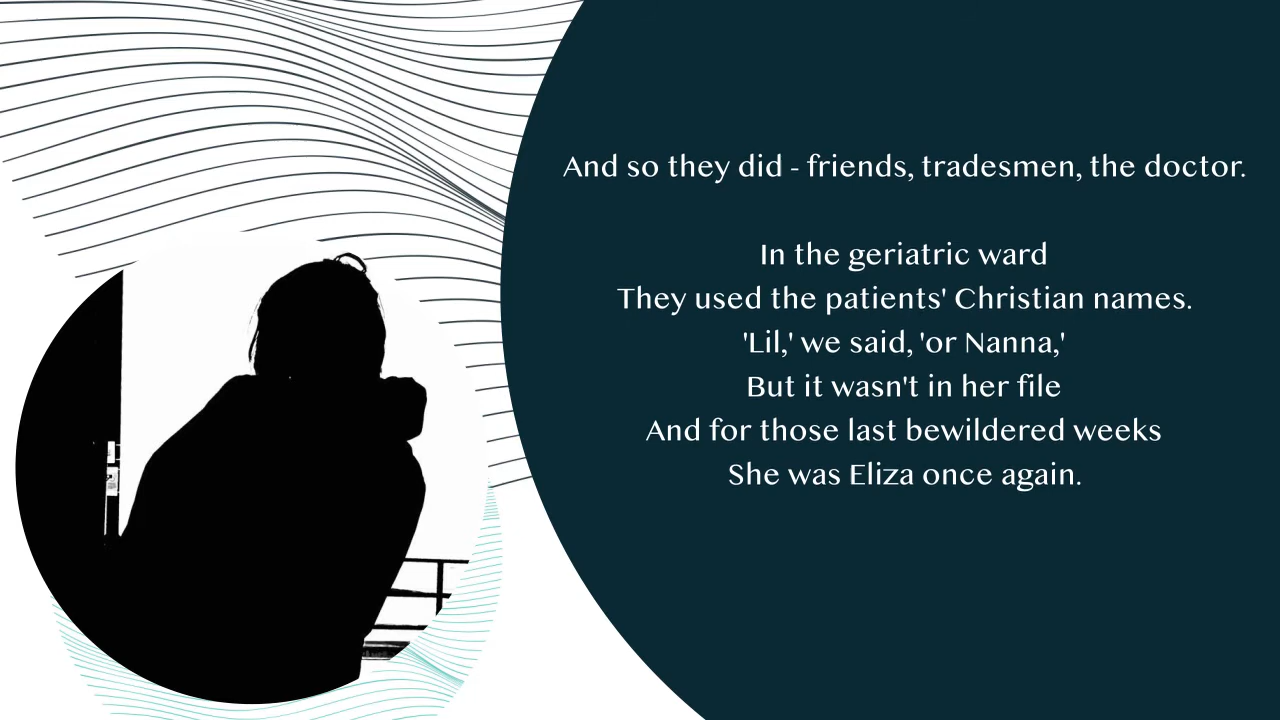 And so they did - friends, tradesmen, the doctor.
In the geriatric ward
They used the patients' Christian names.
'Lil,' we said, 'or Nanna,'
But it wasn't in her file
And for those last bewildered weeks
She was Eliza once again.